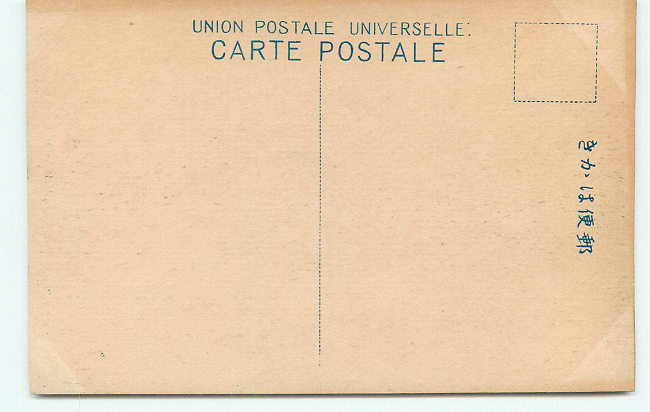 UNION POSTALE UNIVERSELLE:
CARTE POSTALE
きかは便郵